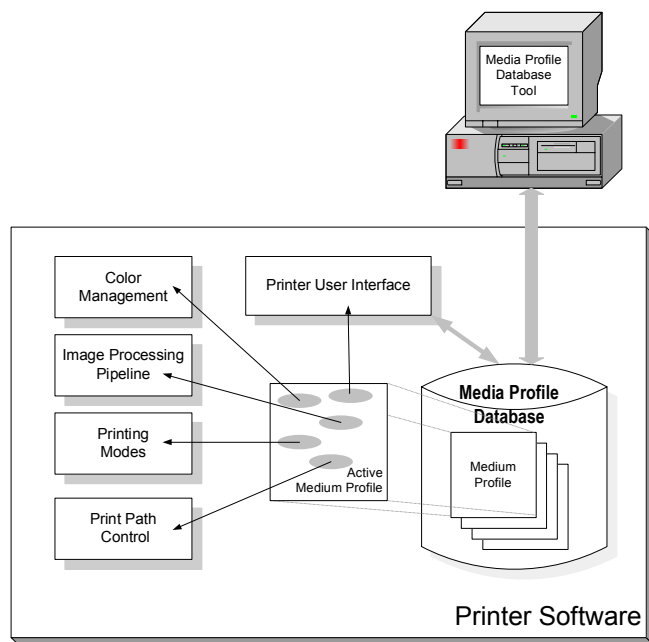 Media Profile
Database
Tool
Color
Management
Printer User Interface
Image Processing
Pipeline
Media Profile
Database
Printing
Modes
Active
Medium Profile
Medium
Profile
Print Path
Control
Printer Software